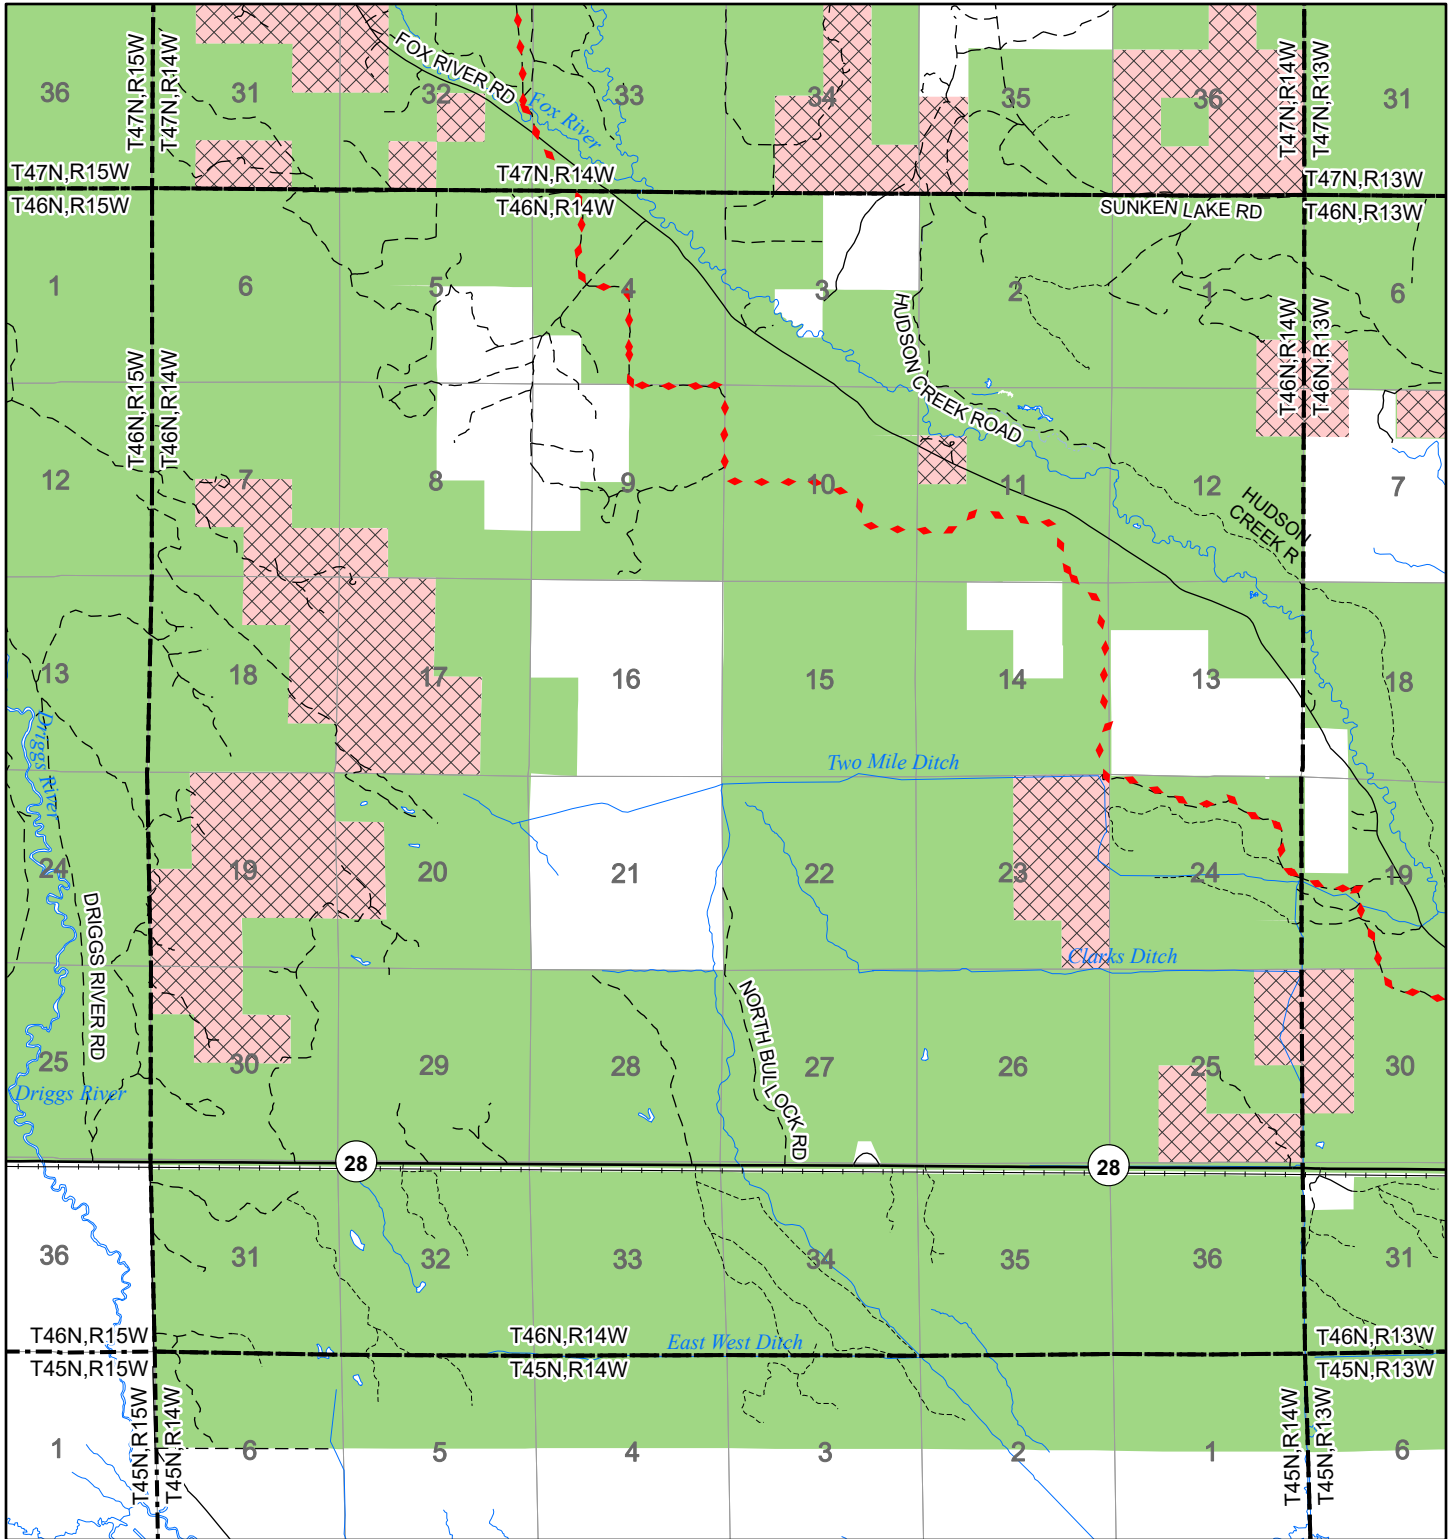 T47N,R15W
T47N,R14W
T47N,R14W
T47N,R13W
36
31
32
33
34
35
36
31
FOX RIVER RD
Fox River
T47N,R15W
T47N,R14W
T47N,R13W
T46N,R15W
T46N,R14W
SUNKEN LAKE RD
T46N,R13W
1
6
5
4
3
2
1
6
HUDSON CREEK ROAD
T46N,R15W
T46N,R14W
T46N,R14W
T46N,R13W
12
7
8
9
10
11
12
7
HUDSON
CREEK R
13
18
17
16
15
14
13
18
Driggs River
Two Mile Ditch
24
19
20
21
22
23
24
19
DRIGGS RIVER RD
Clarks Ditch
NORTH BULLOCK RD
25
30
29
28
27
26
25
30
Driggs River
28
28
36
31
32
33
34
35
36
31
T46N,R15W
T46N,R14W
East West Ditch
T46N,R13W
T45N,R15W
T45N,R14W
T45N,R13W
T45N,R15W
T45N,R14W
T45N,R14W
T45N,R13W
1
6
5
4
3
2
1
6